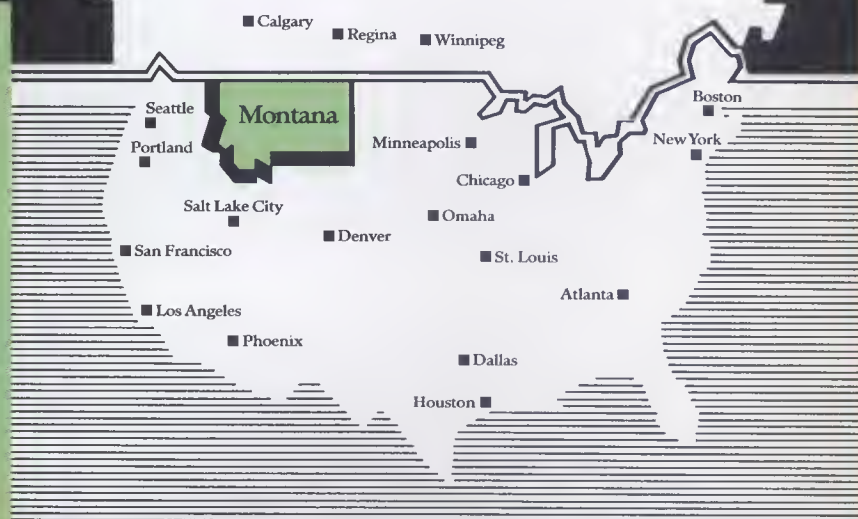 Calgary
Regina
Winnipeg
Seattle
Montana
Boston
Portland
Minneapolis
New York
Chicago
Salt Lake City
Omaha
Denver
San Francisco
St. Louis
Atlanta
Los Angeles
Phoenix
Dallas
Houston